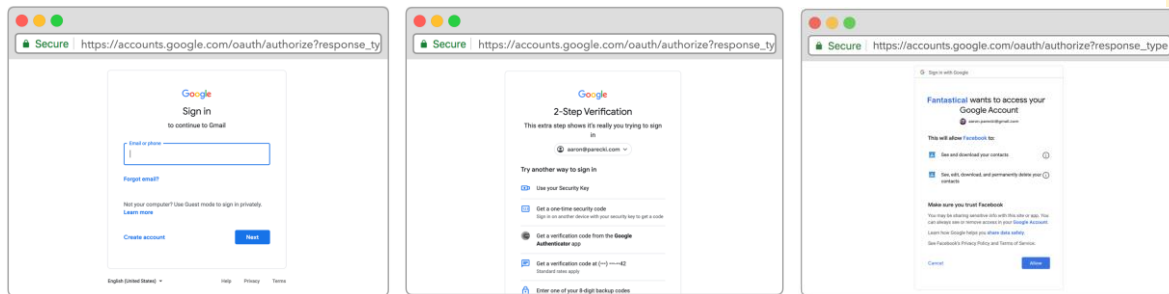 Secure https://accounts.google.com/oauth/authorize?response_ty
Google
Sign in
to continue to Gmail
Email or phone
Forgot email?
Not your computer? Use Guest mode to sign in privately.
Learn more
Create account
Next
English (United States)
Help Privacy Terms
Secure https://accounts.google.com/oauth/authorize?response_ty
Google
2-Step Verification
This extra step shows it's really you trying to sign
in
aaron@parecki.com
Try another way to sign in
Use your Security Key
Get a one-time security code
Sign in on another device with your security key to get a code
Get a verification code from the Google
Authenticator app
Get a verification code at (••) •••-••42
Standard rates apply
Enter one of your 8-digit backup codes
Secure https://accounts.google.com/oauth/authorize?response_type
G Sign in with Google
Fantastical wants to access your
Google Account
aaron.parecki@gmail.com
This will allow Facebook to:
See and download your contacts
See, edit, download, and permanently delete your
contacts
Make sure you trust Facebook
You may be sharing sensitive info with this site or app. You
can always see or remove access in your Google Account.
Learn how Google helps you share data safely.
See Facebook's Privacy Policy and Terms of Service.
Cancel
Allow